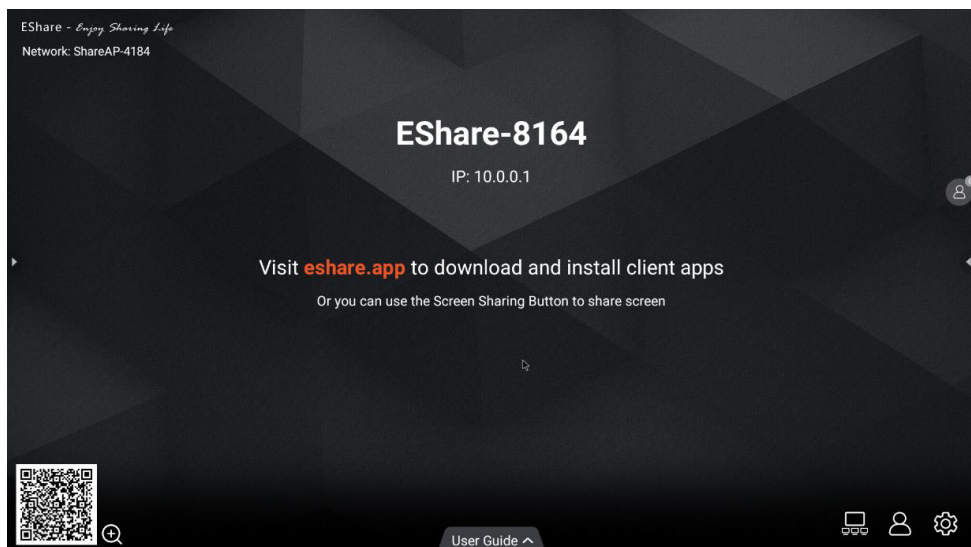 EShare - Enjoy Sharing Life
Network: ShareAP-4184
EShare-8164
IP: 10.0.0.1
Visit eshare.app to download and install client apps
Or you can use the Screen Sharing Button to share screen
User Guide